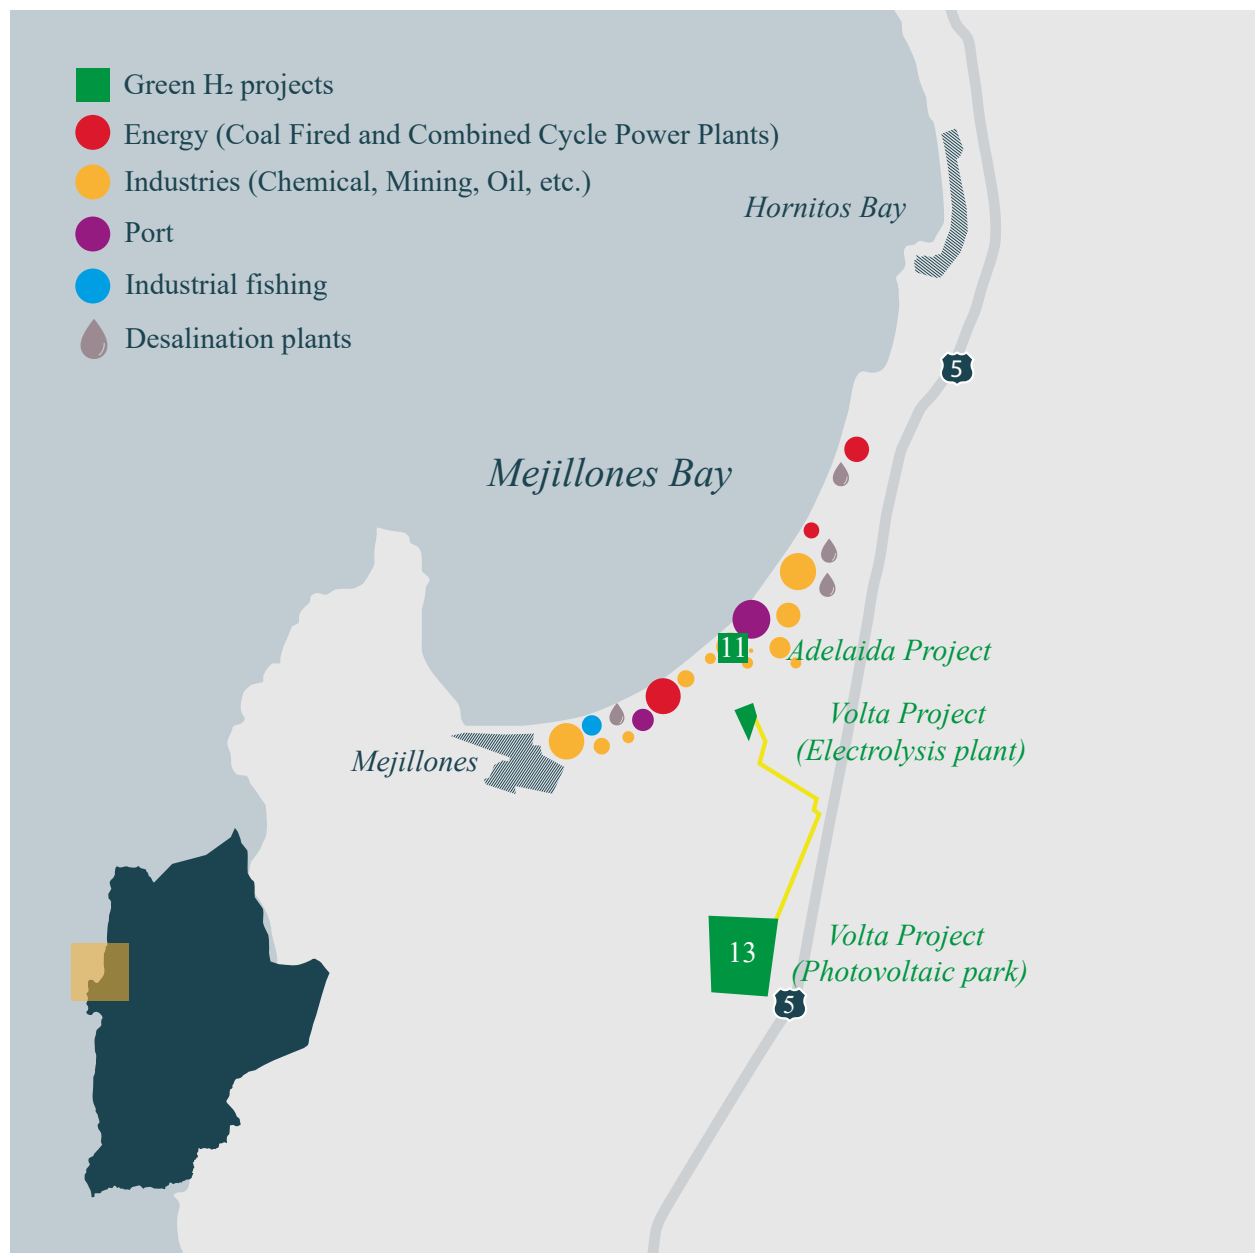 Green H₂ projects
Energy (Coal Fired and Combined Cycle Power Plants)
Industries (Chemical, Mining, Oil, etc.)
Port
Industrial fishing
Desalination plants
Hornitos Bay
5
Mejillones Bay
11
Adelaida Project
Volta Project
(Electrolysis plant)
Mejillones
Volta Project
13
(Photovoltaic park)
5